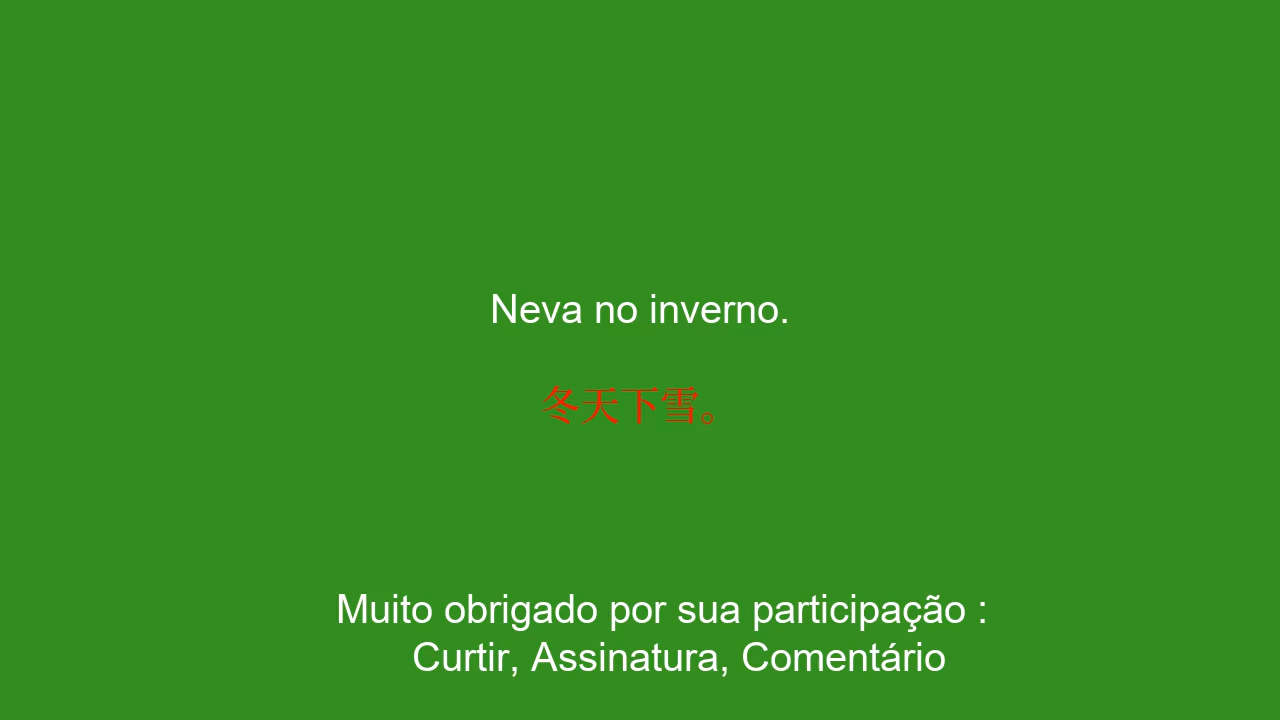 Neva no inverno.
冬天下雪。
Muito obrigado por sua participação :
Curtir, Assinatura, Comentário